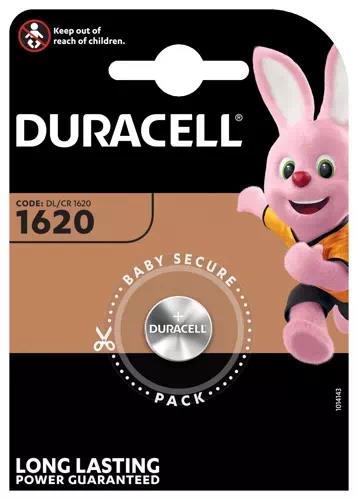 Keep out of
reach of children.
DURACELL®
CODE: DL/CR 1620
1620
BABY SECURE
+
DURACELL
PACK
1014143
LONG LASTING
POWER GUARANTEED